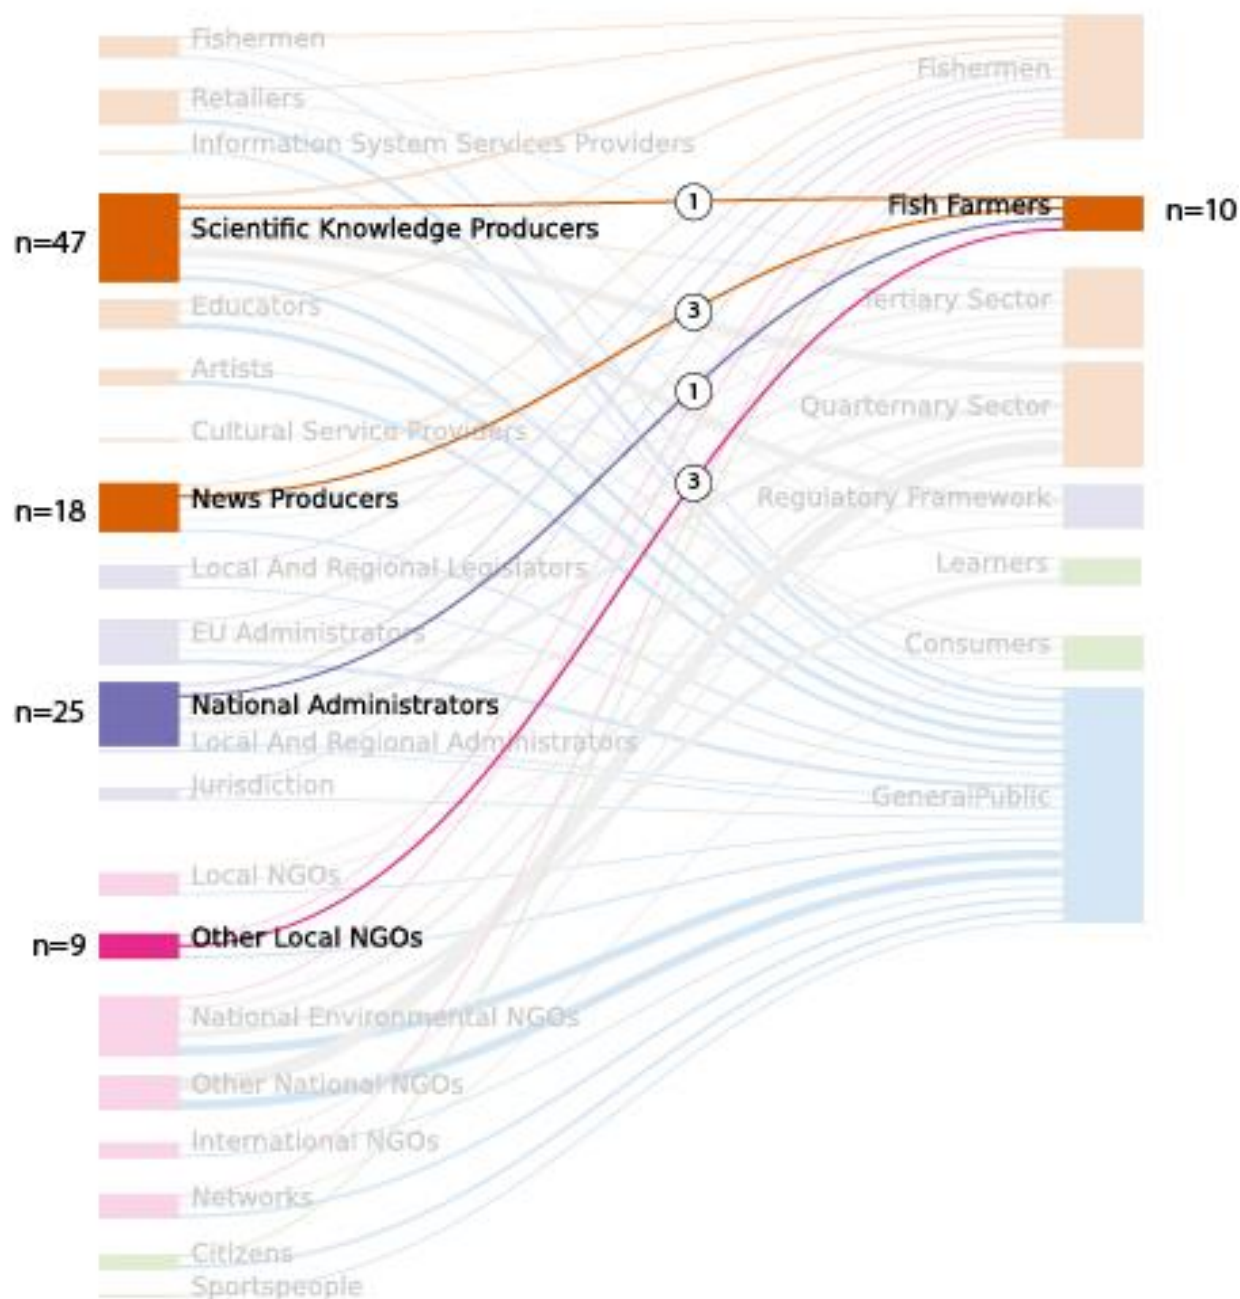 Fishermen
Fishermen
Retailers
Information System Services Providers
1
Fish Farmers
n=10
n=47
Scientific Knowledge Producers
Educators
3
Tertiary Sector
Artists
1
Quarternary Sector
Cultural Service Providers
3
n=18
News Producers
Regulatory Framework
Local And Regional Legislators
Learners
EU Administrators
Consumers
n=25
National Administrators
Local And Regional Administrators
Jurisdiction
GeneralPublic
Local NGOs
n=9
Other Local NGOs
National Environmental NGOs
Other National NGOs
International NGOs
Networks
Citizens
Sportspeople